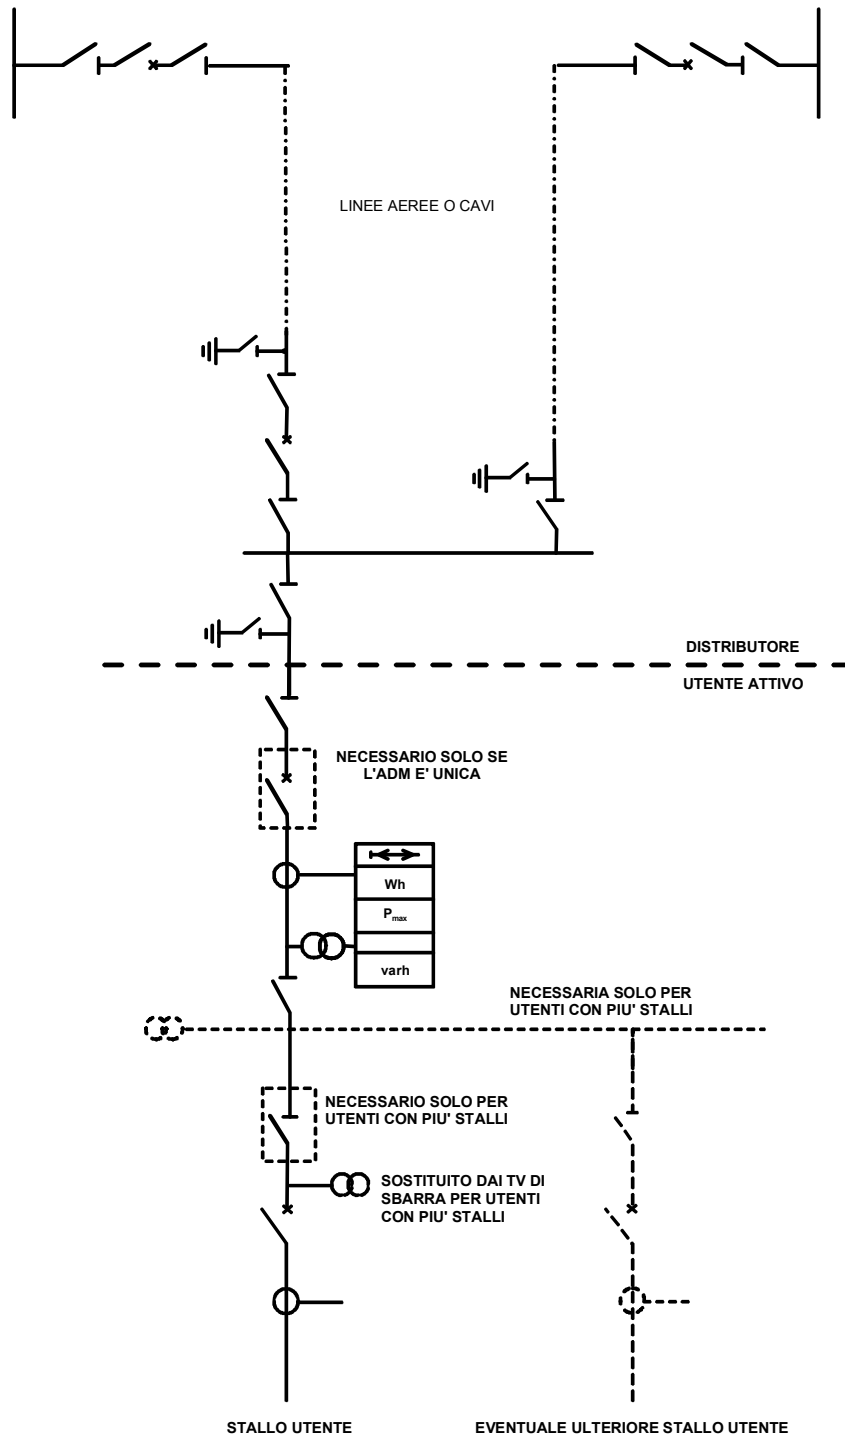 LINEE AEREE O CAVI
DISTRIBUTORE
UTENTE ATTIVO
NECESSARIO SOLO SE
L'ADM E' UNICA
Wh
Pmax
varh
NECESSARIA SOLO PER
UTENTI CON PIU' STALLI
NECESSARIO SOLO PER
UTENTI CON PIU' STALLI
SOSTITUITO DAI TV DI
SBARRA PER UTENTI
CON PIU' STALLI
STALLO UTENTE
EVENTUALE ULTERIORE STALLO UTENTE